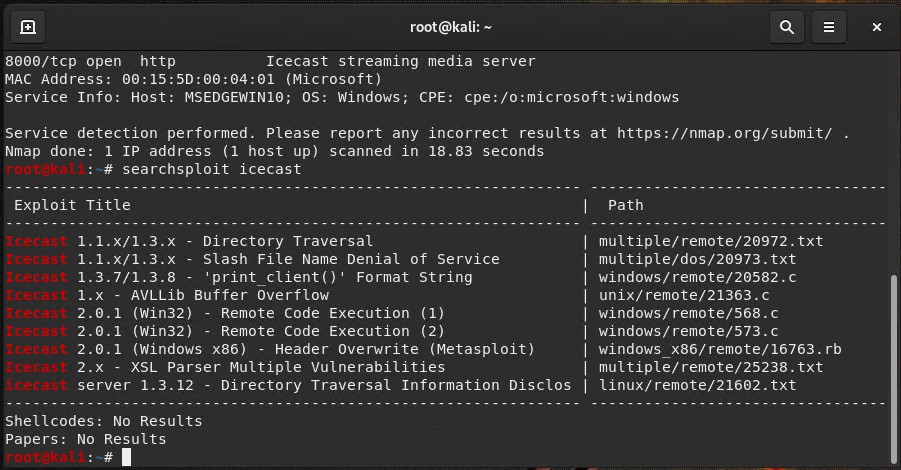 root@kali: ~
8000/tcp open  http          Icecast streaming media server
MAC Address: 00:15:5D:00:04:01 (Microsoft)
Service Info: Host: MSEDGEWIN10; OS: Windows; CPE: cpe:/o:microsoft:windows
Service detection performed. Please report any incorrect results at https://nmap.org/submit/ .
Nmap done: 1 IP address (1 host up) scanned in 18.83 seconds
root@kali:~# searchsploit icecast
---------------------------------------------------------------- ---------------------------------
 Exploit Title                                                  |  Path
---------------------------------------------------------------- ---------------------------------
Icecast 1.1.x/1.3.x - Directory Traversal                       | multiple/remote/20972.txt
Icecast 1.1.x/1.3.x - Slash File Name Denial of Service         | multiple/dos/20973.txt
Icecast 1.3.7/1.3.8 - 'print_client()' Format String            | windows/remote/20582.c
Icecast 1.x - AVLLib Buffer Overflow                            | unix/remote/21363.c
Icecast 2.0.1 (Win32) - Remote Code Execution (1)               | windows/remote/568.c
Icecast 2.0.1 (Win32) - Remote Code Execution (2)               | windows/remote/573.c
Icecast 2.0.1 (Windows x86) - Header Overwrite (Metasploit)     | windows_x86/remote/16763.rb
Icecast 2.x - XSL Parser Multiple Vulnerabilities               | multiple/remote/25238.txt
icecast server 1.3.12 - Directory Traversal Information Disclos | linux/remote/21602.txt
---------------------------------------------------------------- ---------------------------------
Shellcodes: No Results
Papers: No Results
root@kali:~#